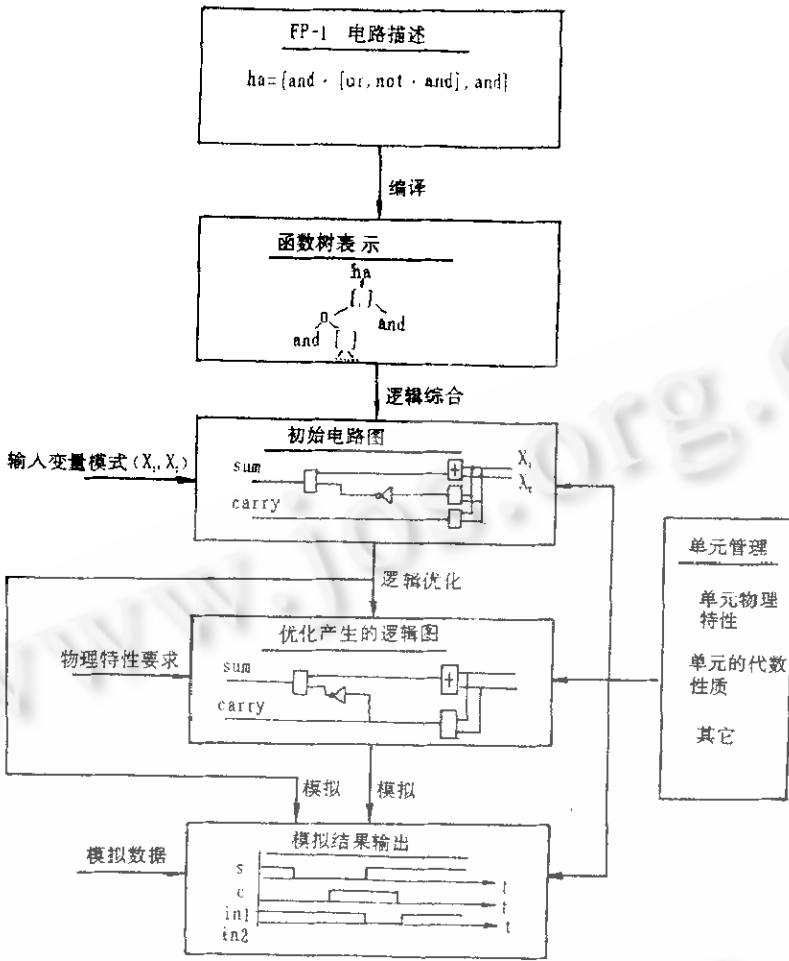 FP-1 电路描述
ha=[and · [or, not · and], and]
编译
函数树表示
ha
[,]
o
and
and
[ ]
逻辑综合
初始电路图
输入变量模式(X₁, X₂)
sum
+
X₁
X₂
carry
逻辑优化
单元管理
单元物理
特性
单元的代数
性质
其它
优化产生的逻辑图
物理特性要求
sum
+
carry
模拟
模拟
模拟结果输出
模拟数据
s
t
c
t
in1
t
in2
www.jos.org.c